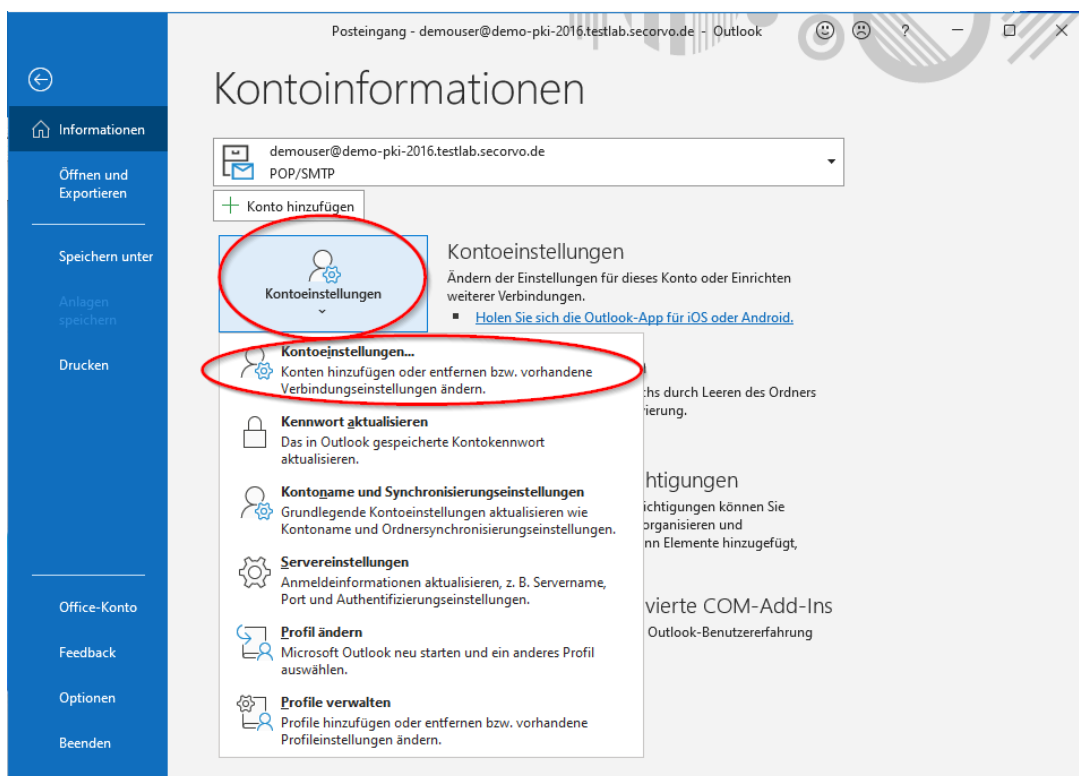 Posteingang - demouser@demo-pki-2016.testlab.secorvo.de - Outlook
?
Kontoinformationen
Informationen
Öffnen und
Exportieren
Speichern unter
Anlagen
speichern
Drucken
Office-Konto
Feedback
Optionen
Beenden
demouser@demo-pki-2016.testlab.secorvo.de
POP/SMTP
Konto hinzufügen
Kontoeinstellungen
Kontoeinstellungen
Ändern der Einstellungen für dieses Konto oder Einrichten
weiterer Verbindungen.
Holen Sie sich die Outlook-App für iOS oder Android.
Kontoeinstellungen...
Konten hinzufügen oder entfernen bzw. vorhandene
Verbindungseinstellungen ändern.
Kennwort aktualisieren
Das in Outlook gespeicherte Kontokennwort
aktualisieren.
Kontoname und Synchronisierungseinstellungen
Grundlegende Kontoeinstellungen aktualisieren wie
Kontoname und Ordnersynchronisierungseinstellungen.
Servereinstellungen
Anmeldeinformationen aktualisieren, z. B. Servername,
Port und Authentifizierungseinstellungen.
Profil ändern
Microsoft Outlook neu starten und ein anderes Profil
auswählen.
Profile verwalten
Profile hinzufügen oder entfernen bzw. vorhandene
Profileinstellungen ändern.
chs durch Leeren des Ordners
ierung.
htigungen
ichtigungen können Sie
organisieren und
nn Elemente hinzugefügt,
vierte COM-Add-Ins
Outlook-Benutzererfahrung